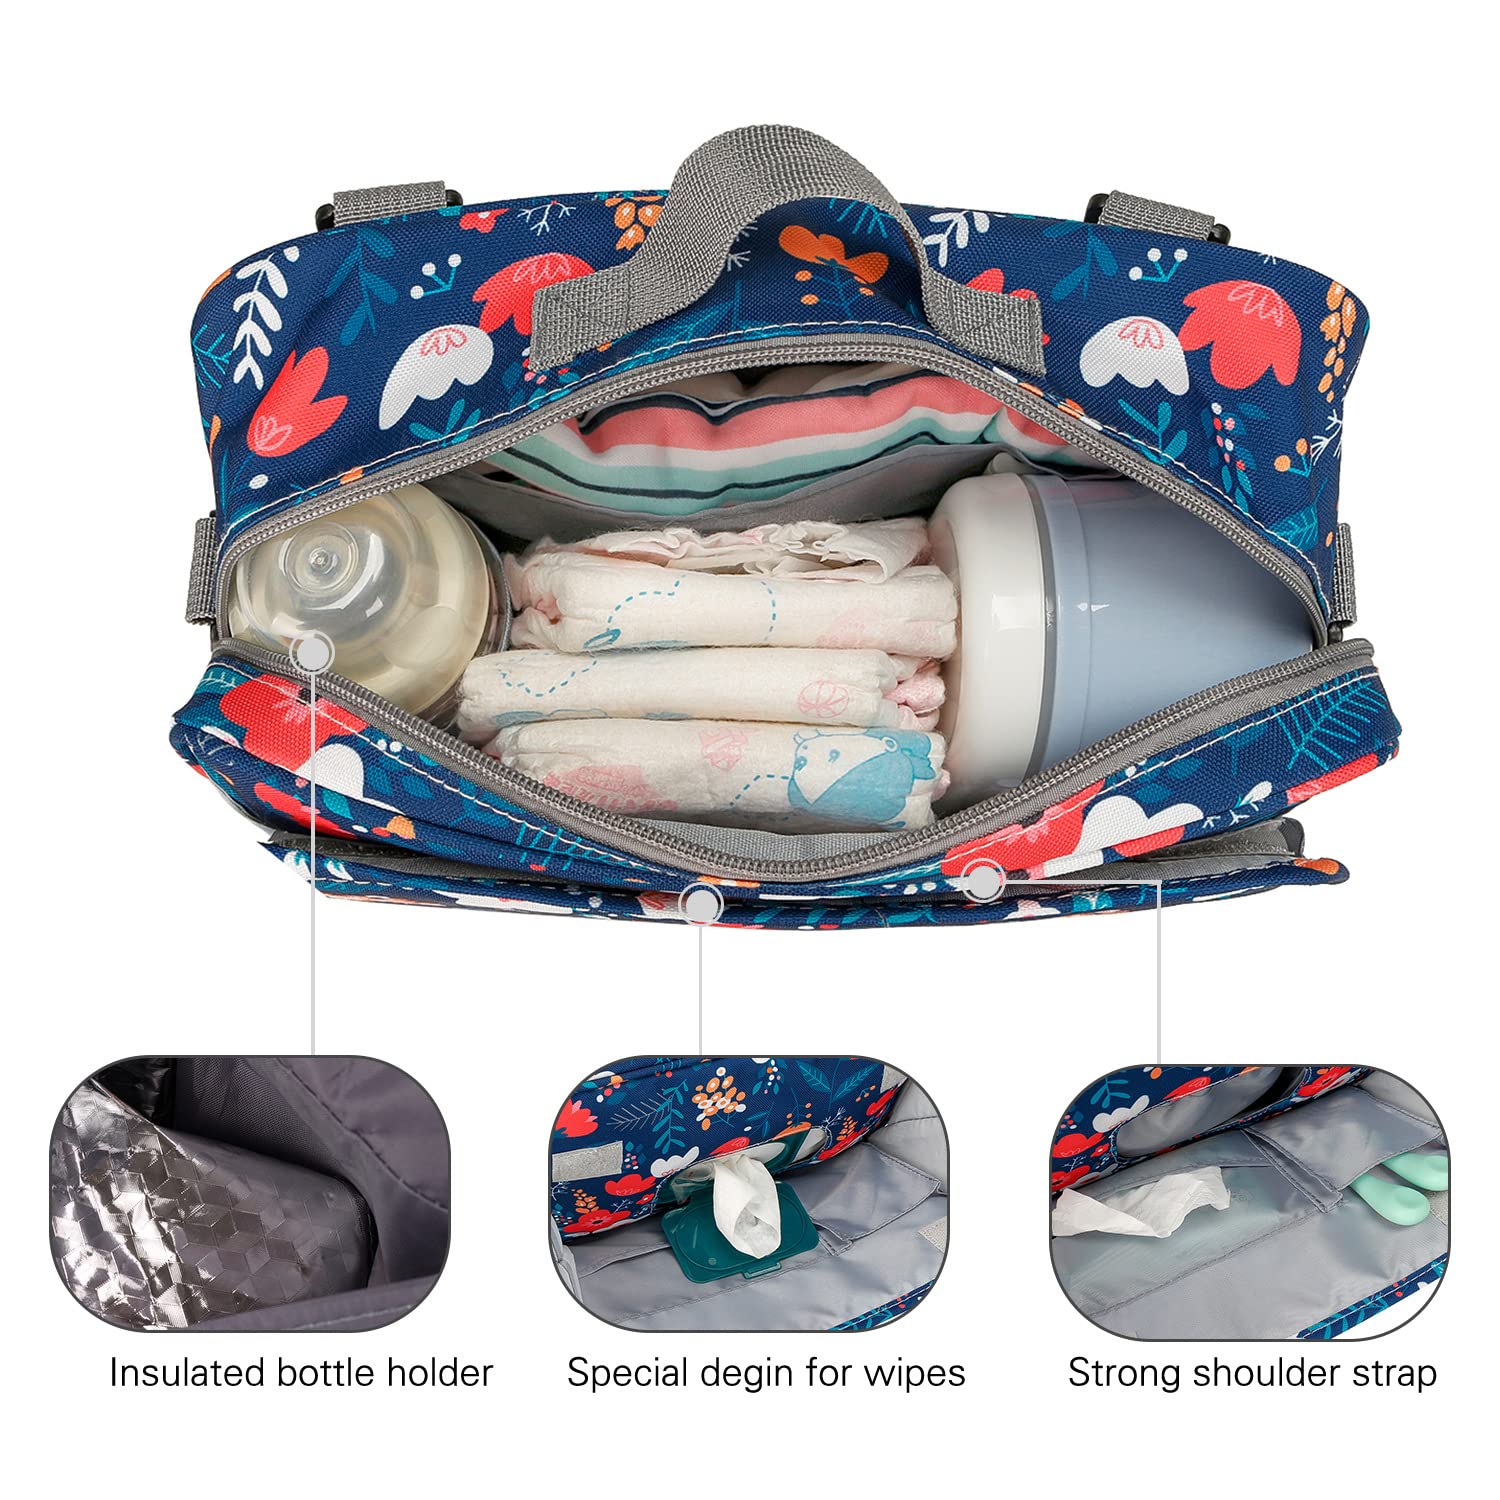 Insulated bottle holder
Special degin for wipes
Strong shoulder strap